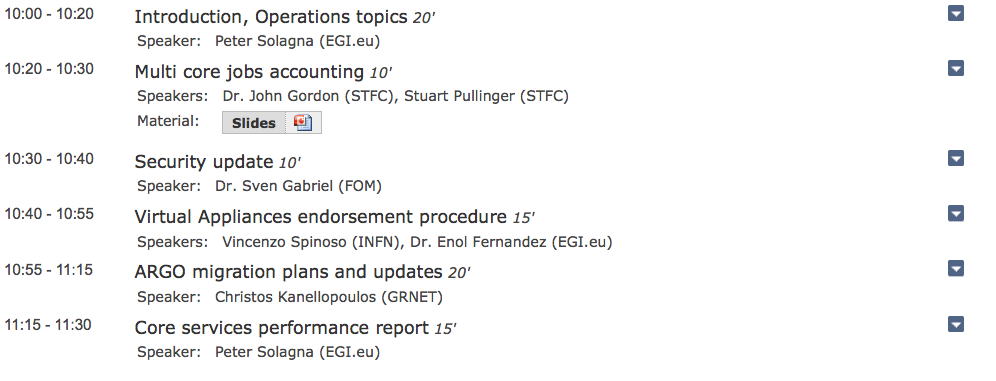 10:00 - 10:20 Introduction, Operations topics 20'
Speaker: Peter Solagna (EGI.eu)
10:20 - 10:30 Multi core jobs accounting 10'
Speakers: Dr. John Gordon (STFC), Stuart Pullinger (STFC)
Material: Slides
10:30 - 10:40 Security update 10'
Speaker: Dr. Sven Gabriel (FOM)
10:40 - 10:55 Virtual Appliances endorsement procedure 15'
Speakers: Vincenzo Spinoso (INFN), Dr. Enol Fernandez (EGI.eu)
10:55 - 11:15 ARGO migration plans and updates 20'
Speaker: Christos Kanellopoulos (GRNET)
11:15 - 11:30 Core services performance report 15'
Speaker: Peter Solagna (EGI.eu)